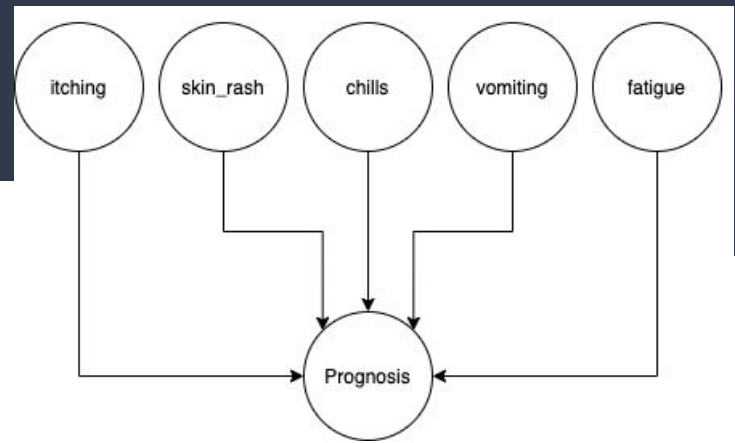 itching
skin_rash
chills
vomiting
fatigue
Prognosis